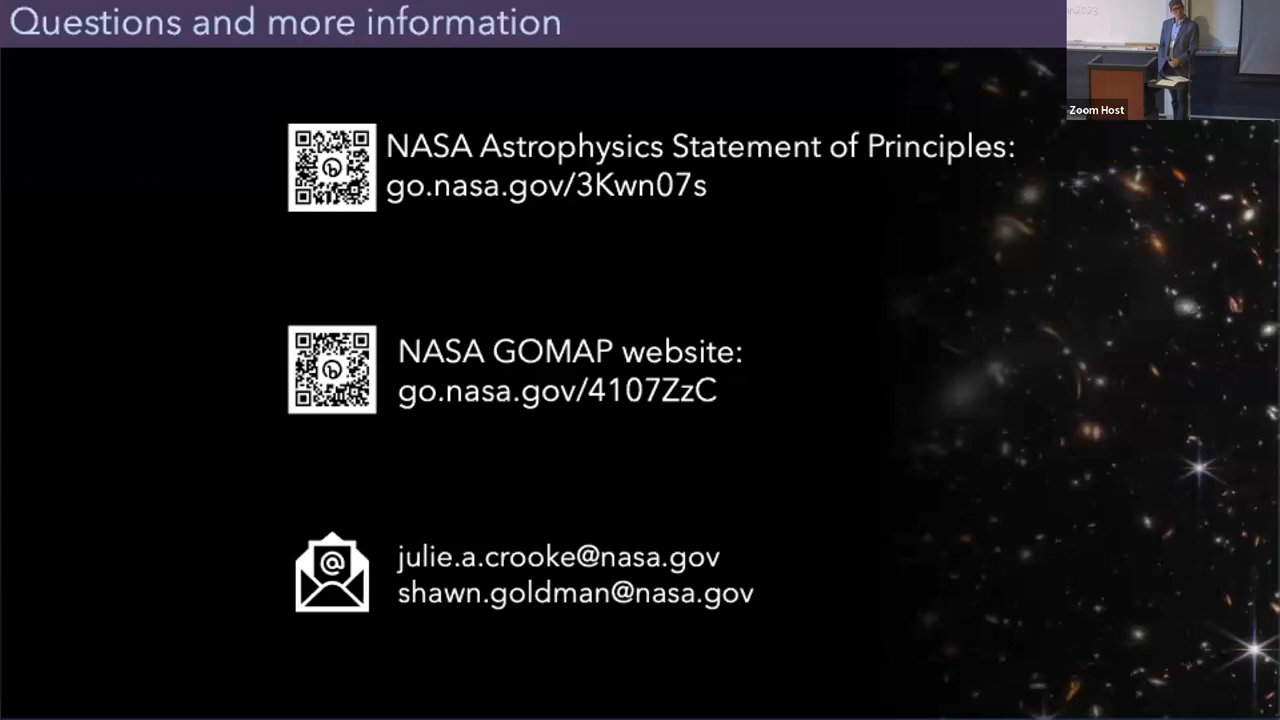 Questions and more information
NASA Astrophysics Statement of Principles:
go.nasa.gov/3Kwn07s
NASA GOMAP website:
go.nasa.gov/4107ZzC
julie.a.crooke@nasa.gov
shawn.goldman@nasa.gov
Zoom Host